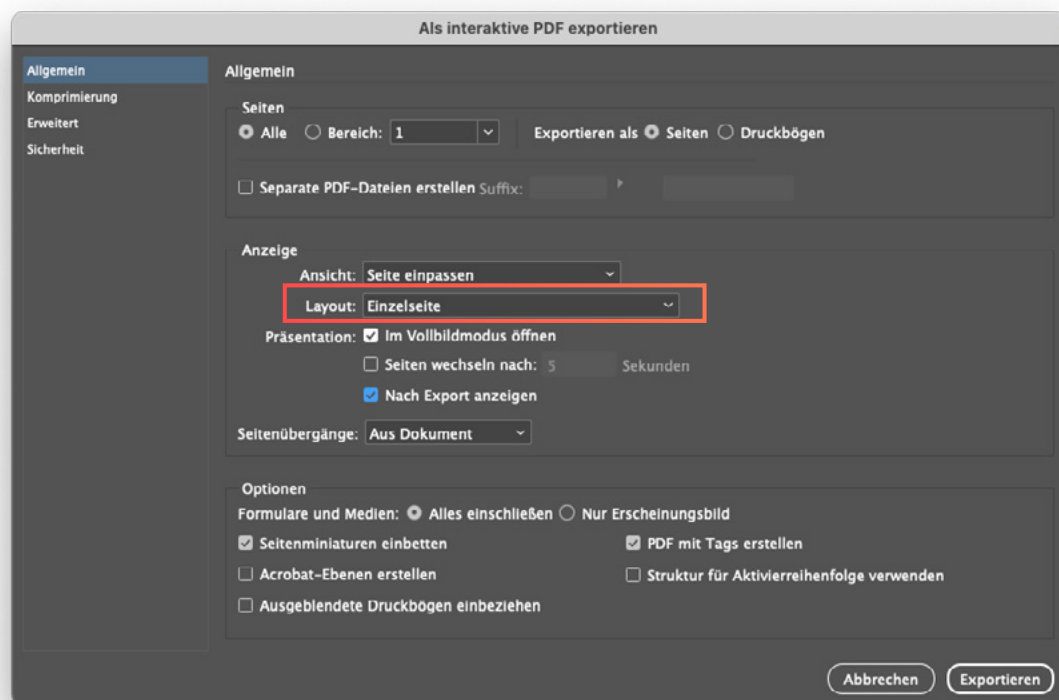 Als interaktive PDF exportieren
Allgemein
Komprimierung
Erweitert
Sicherheit
Allgemein
Seiten
Alle Bereich: 1 Exportieren als Seiten Druckbögen
Separate PDF-Dateien erstellen Suffix:
Anzeige
Ansicht: Seite einpassen
Layout: Einzelseite
Präsentation: Im Vollbildmodus öffnen
Seiten wechseln nach: 5 Sekunden
Nach Export anzeigen
Seitenübergänge: Aus Dokument
Optionen
Formulare und Medien: Alles einschließen Nur Erscheinungsbild
Seitenminiaturen einbetten PDF mit Tags erstellen
Acrobat-Ebenen erstellen Struktur für Aktivierreihenfolge verwenden
Ausgeblendete Druckbögen einbeziehen
Abbrechen Exportieren